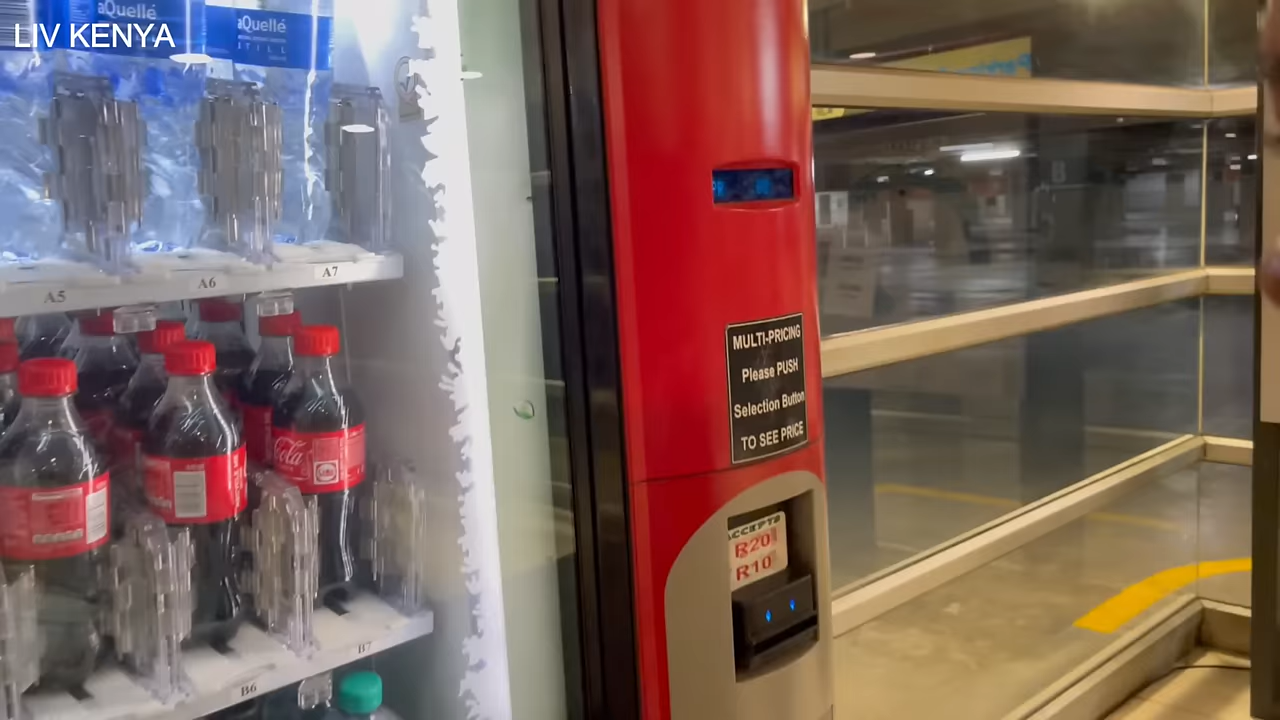 LIV KENYA
aQuellé
aQuellé
STILL
A5
A6
A7
MULTI-PRICING
Please PUSH
Selection Button
TO SEE PRICE
Cola
ACCEPTS
R20
R10
B6
B7